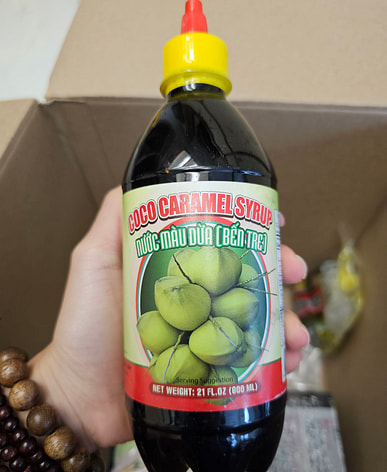 COCO CARAMEL SYRUP
NƯỚC MÀU DỪA (BẾN TRE)
Serving Suggestion
NET WEIGHT: 21 FL.OZ (600 ML)